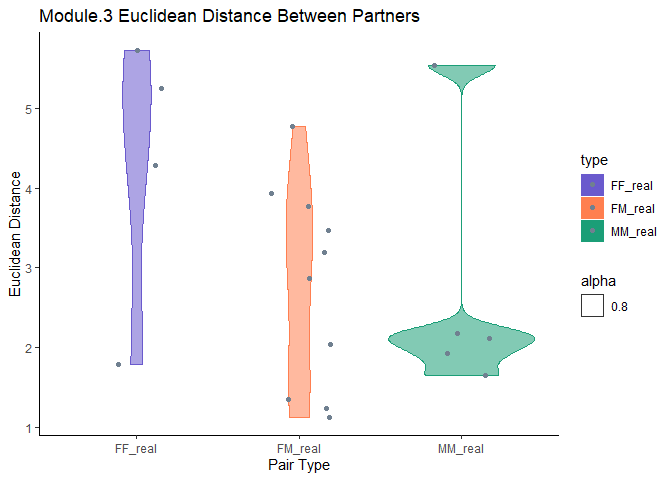 Module.3 Euclidean Distance Between Partners
Euclidean Distance
5
4
3
2
1
FF_real
FM_real
MM_real
Pair Type
type
FF_real
FM_real
MM_real
alpha
0.8